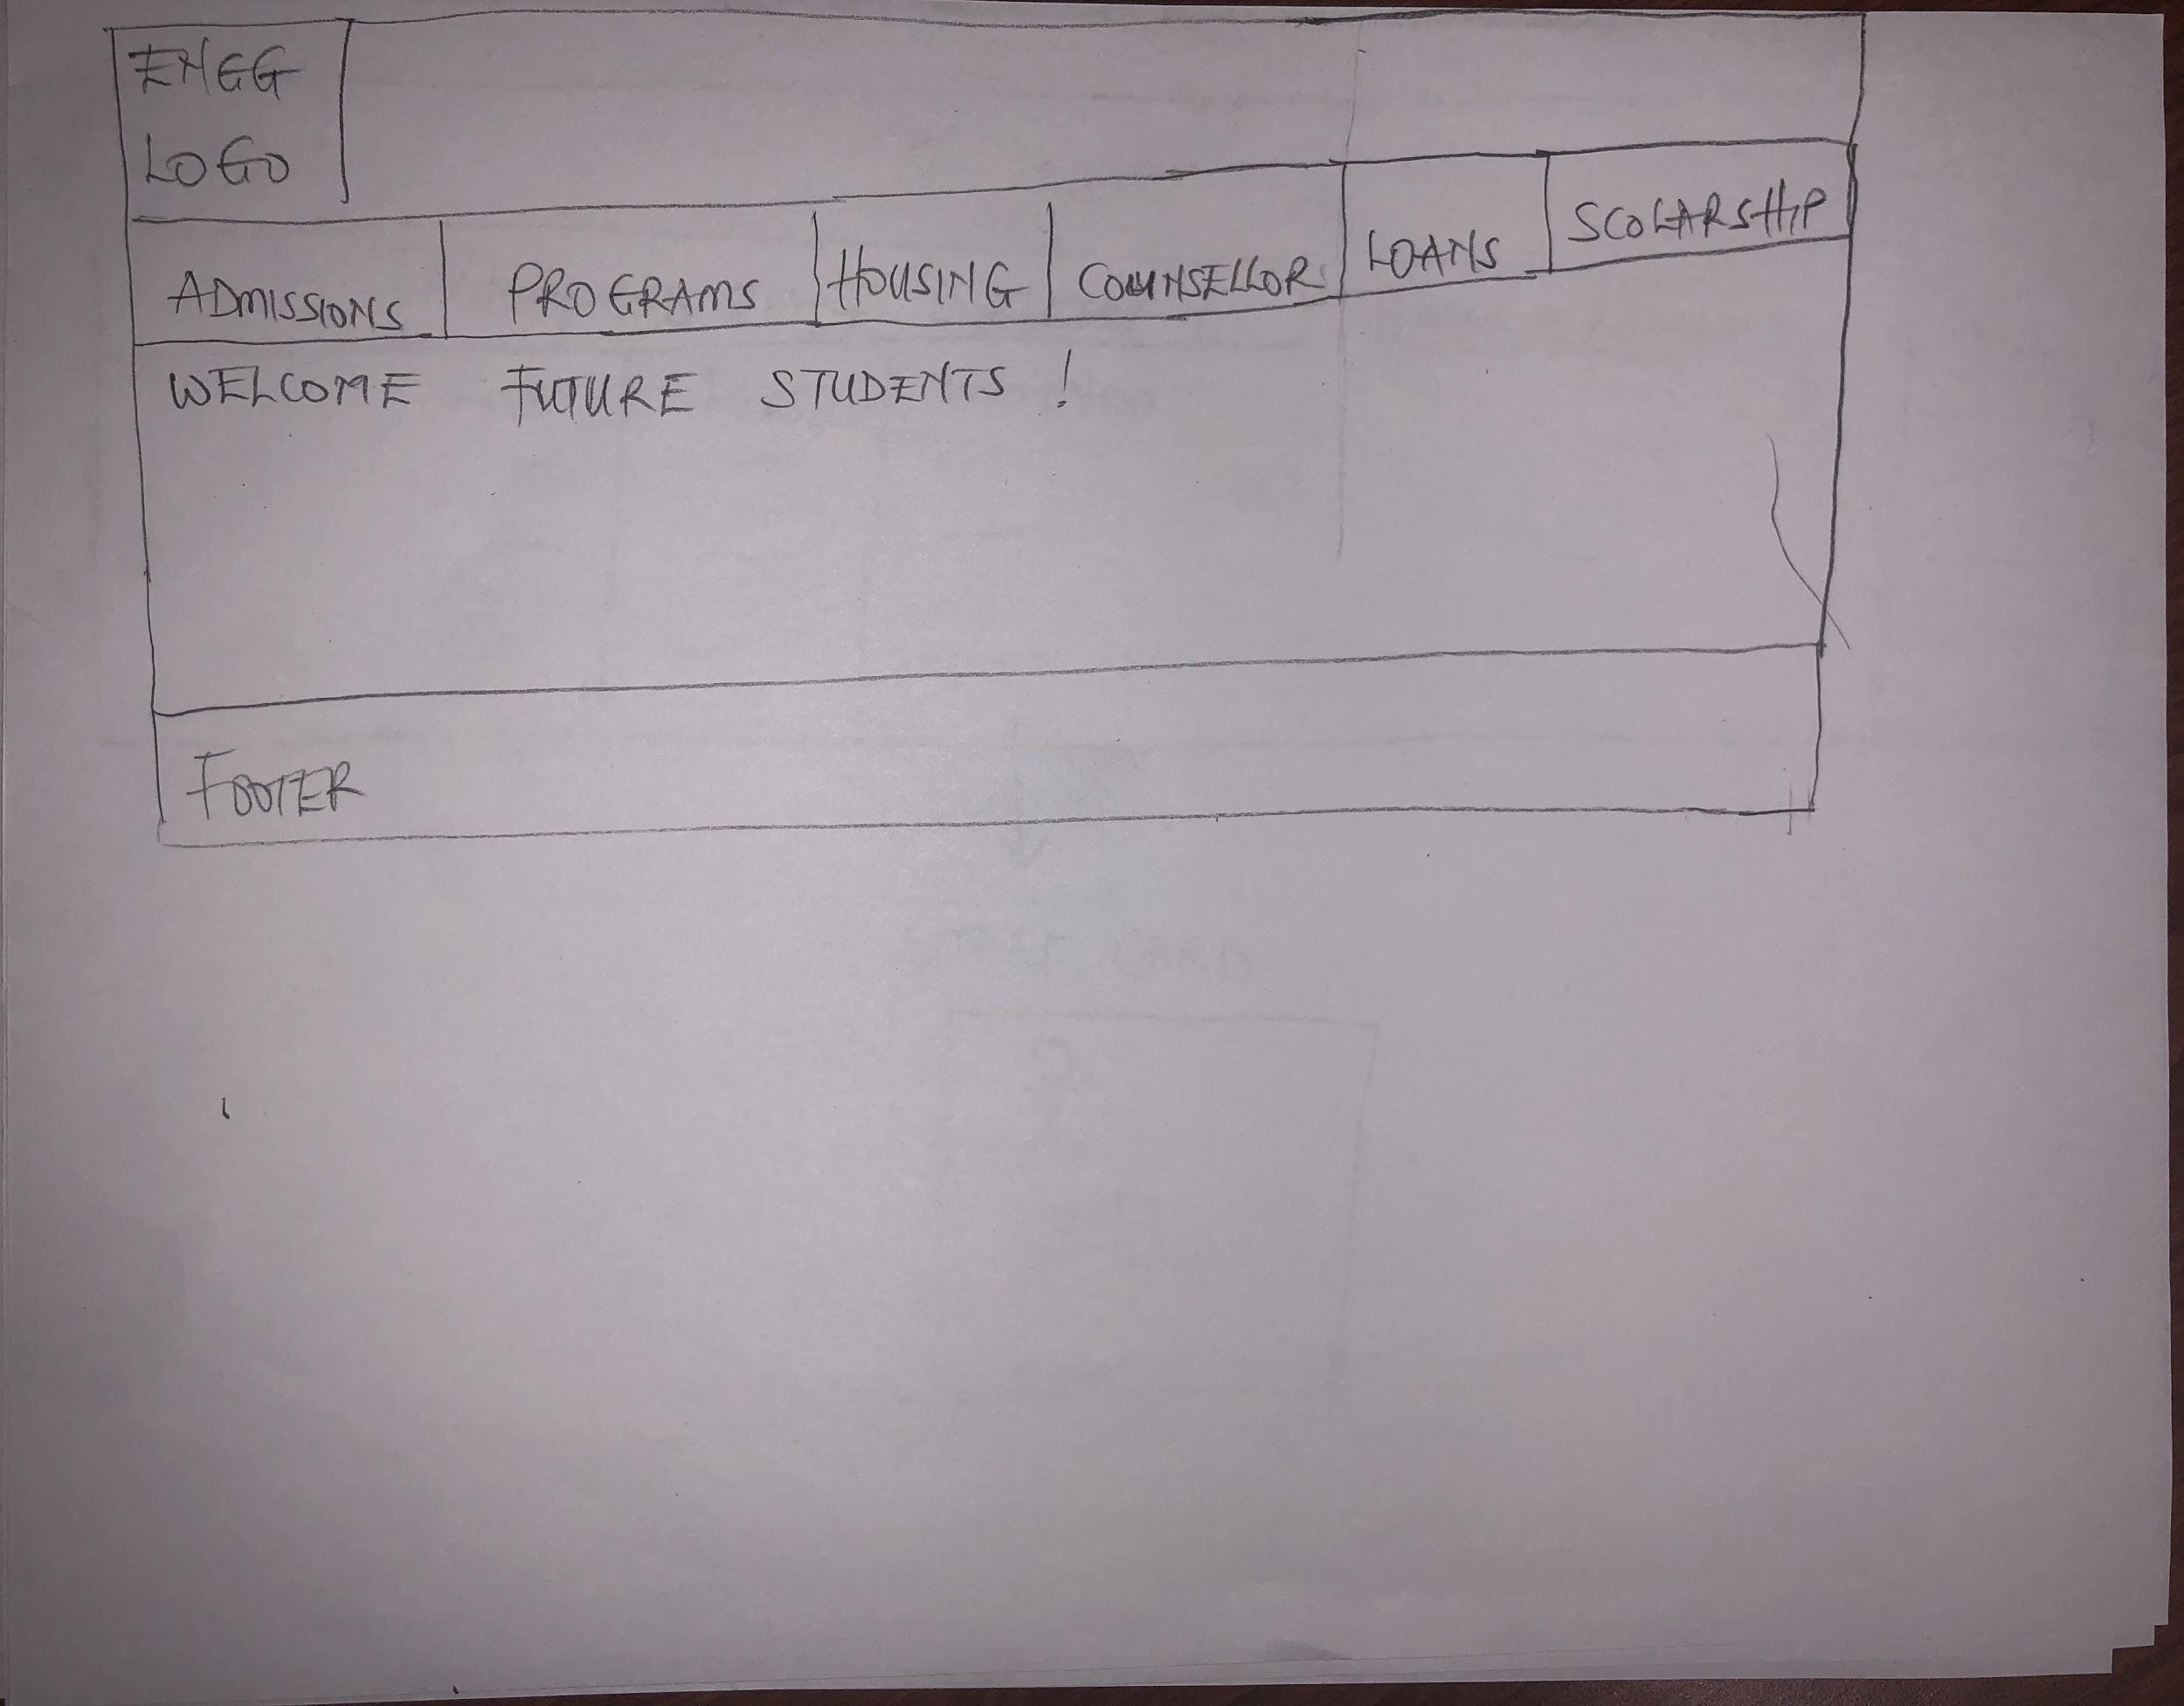 ENGG
LOGO
ADMISSIONS PROGRAMS HOUSING COUNSELLOR LOANS SCOLARSHIP
WELCOME FUTURE STUDENTS !
FOOTER